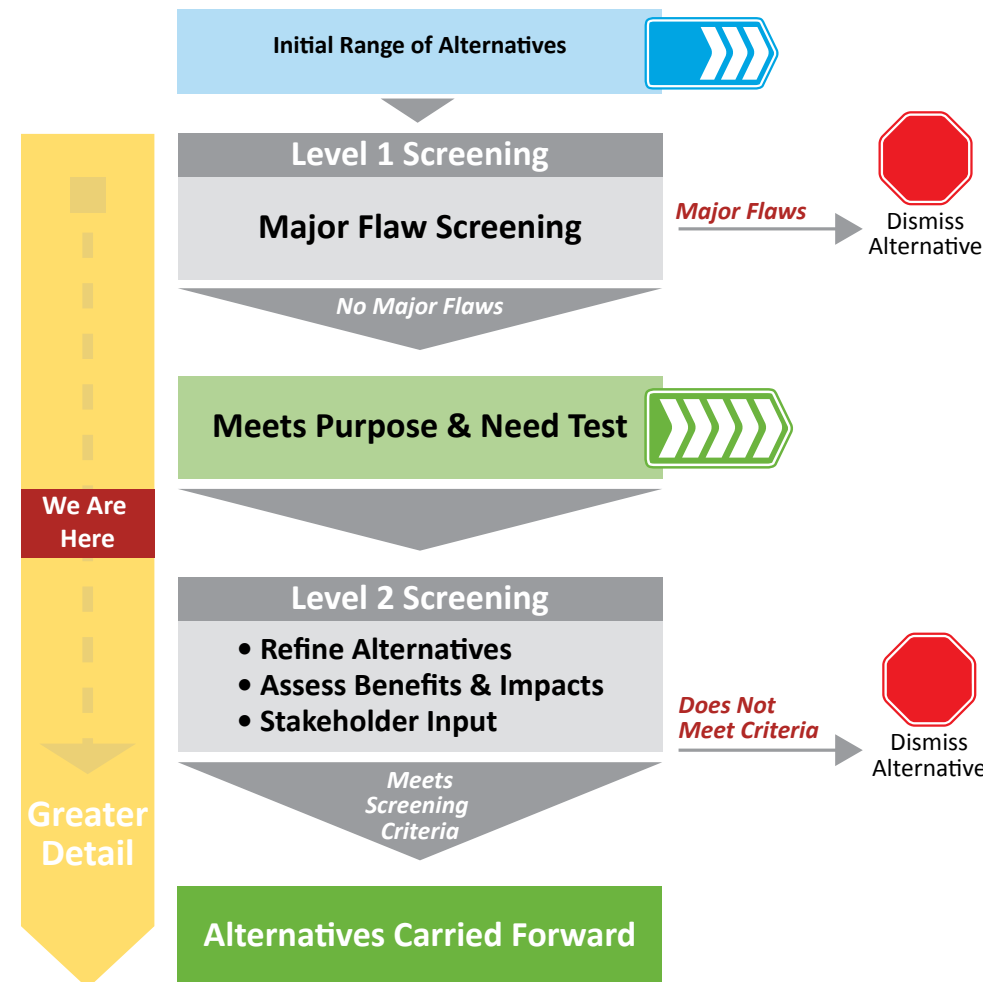 Initial Range of Alternatives
Level 1 Screening
Major Flaw Screening
Major Flaws
Dismiss
Alternative
No Major Flaws
Meets Purpose & Need Test
We Are
Here
Level 2 Screening
• Refine Alternatives
• Assess Benefits & Impacts
• Stakeholder Input
Does Not
Meet Criteria
Dismiss
Alternative
Meets
Screening
Criteria
Greater
Detail
Alternatives Carried Forward